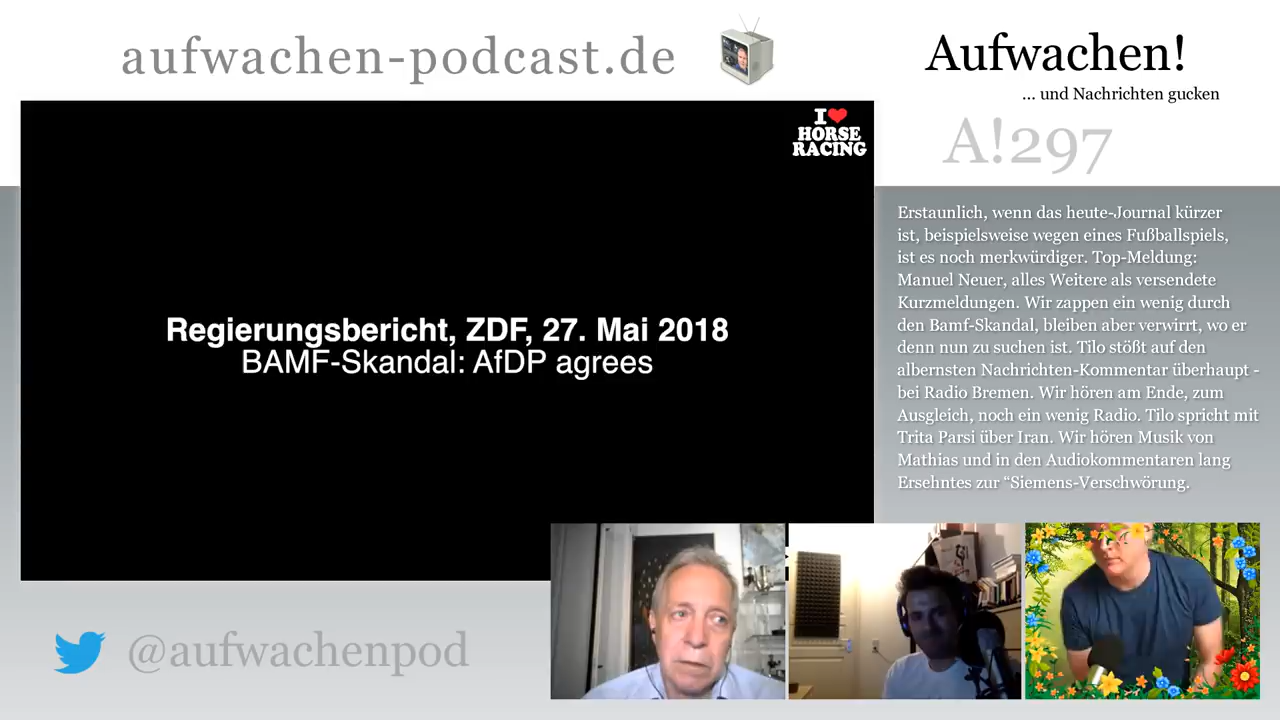 aufwachen-podcast.de
Aufwachen!
... und Nachrichten gucken
A!297
I
HORSE
RACING
Regierungsbericht, ZDF, 27. Mai 2018
BAMF-Skandal: AfDP agrees
Erstaunlich, wenn das heute-Journal kürzer
ist, beispielsweise wegen eines Fußballspiels,
ist es noch merkwürdiger. Top-Meldung:
Manuel Neuer, alles Weitere als versendete
Kurzmeldungen. Wir zappen ein wenig durch
den Bamf-Skandal, bleiben aber verwirrt, wo er
denn nun zu suchen ist. Tilo stößt auf den
albernsten Nachrichten-Kommentar überhaupt -
bei Radio Bremen. Wir hören am Ende, zum
Ausgleich, noch ein wenig Radio. Tilo spricht mit
Trita Parsi über Iran. Wir hören Musik von
Mathias und in den Audiokommentaren lang
Ersehntes zur “Siemens-Verschwörung.
@aufwachenpod